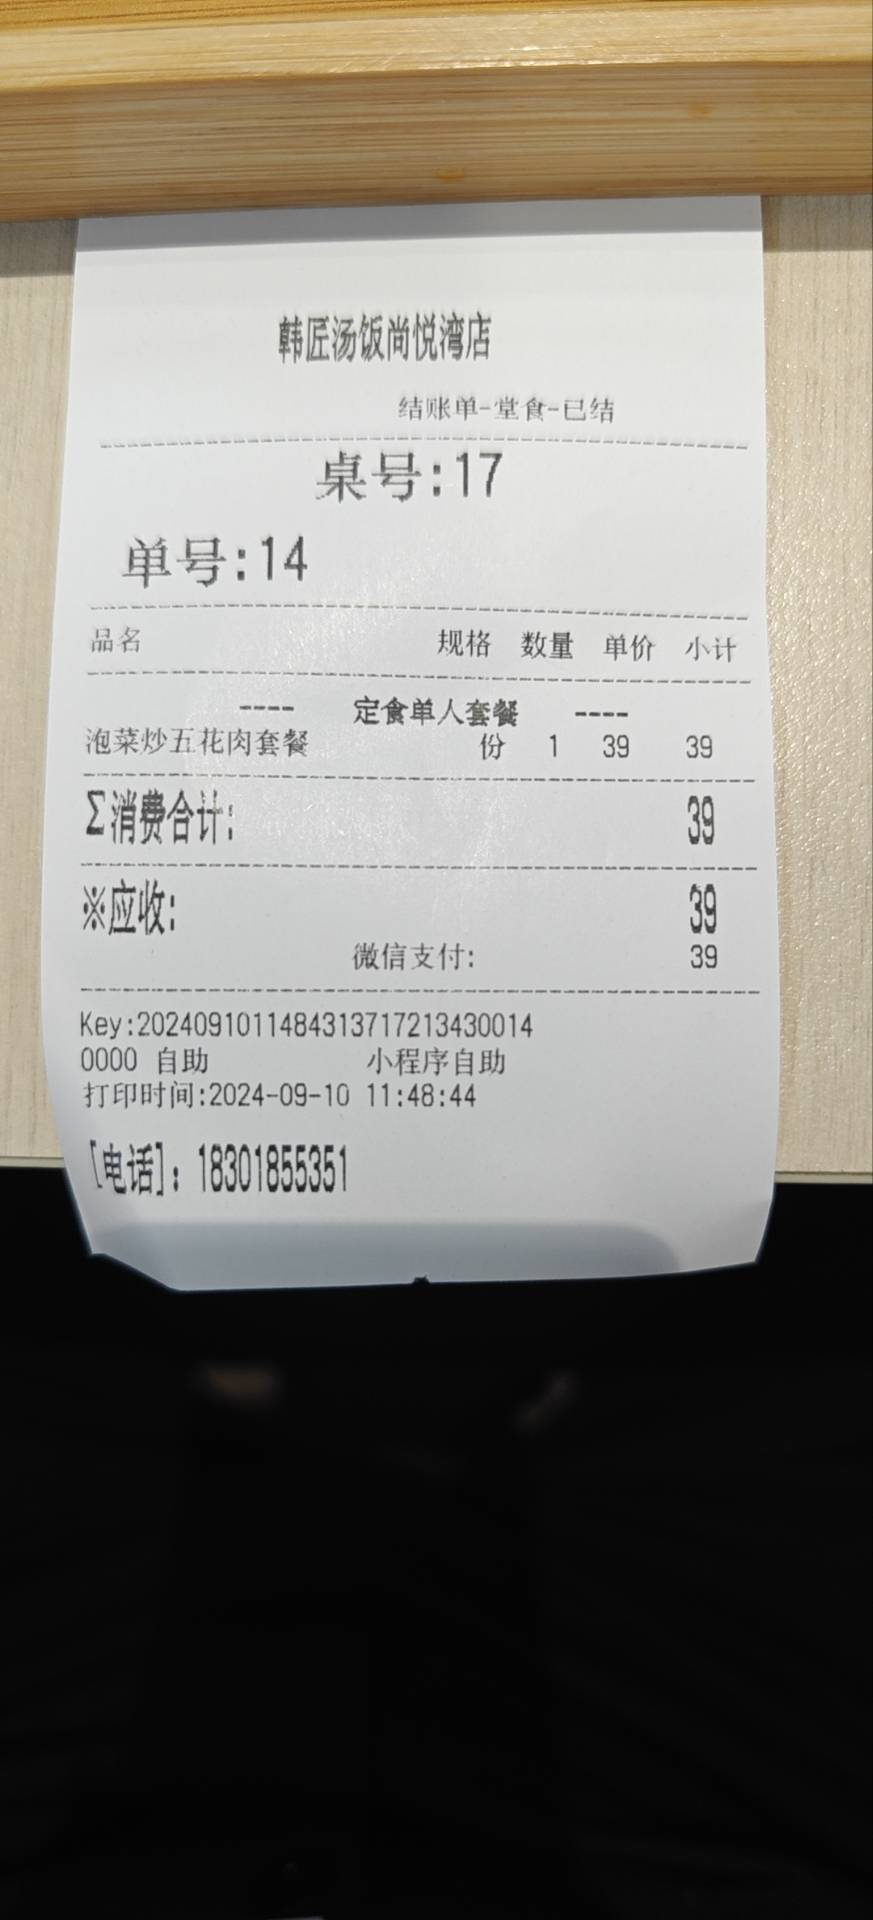 韩匠汤饭尚悦湾店
结账单-堂食-已结
桌号:17
单号:14
品名 规格 数量 单价 小计
---- 定食单人套餐 ----
泡菜炒五花肉套餐 份 1 39 39
Σ消费合计: 39
※应收: 39
微信支付: 39
Key:20240910114843137172134​30014
0000 自助 小程序自助
打印时间:2024-09-10 11:48:44
[电话]: 18301855351